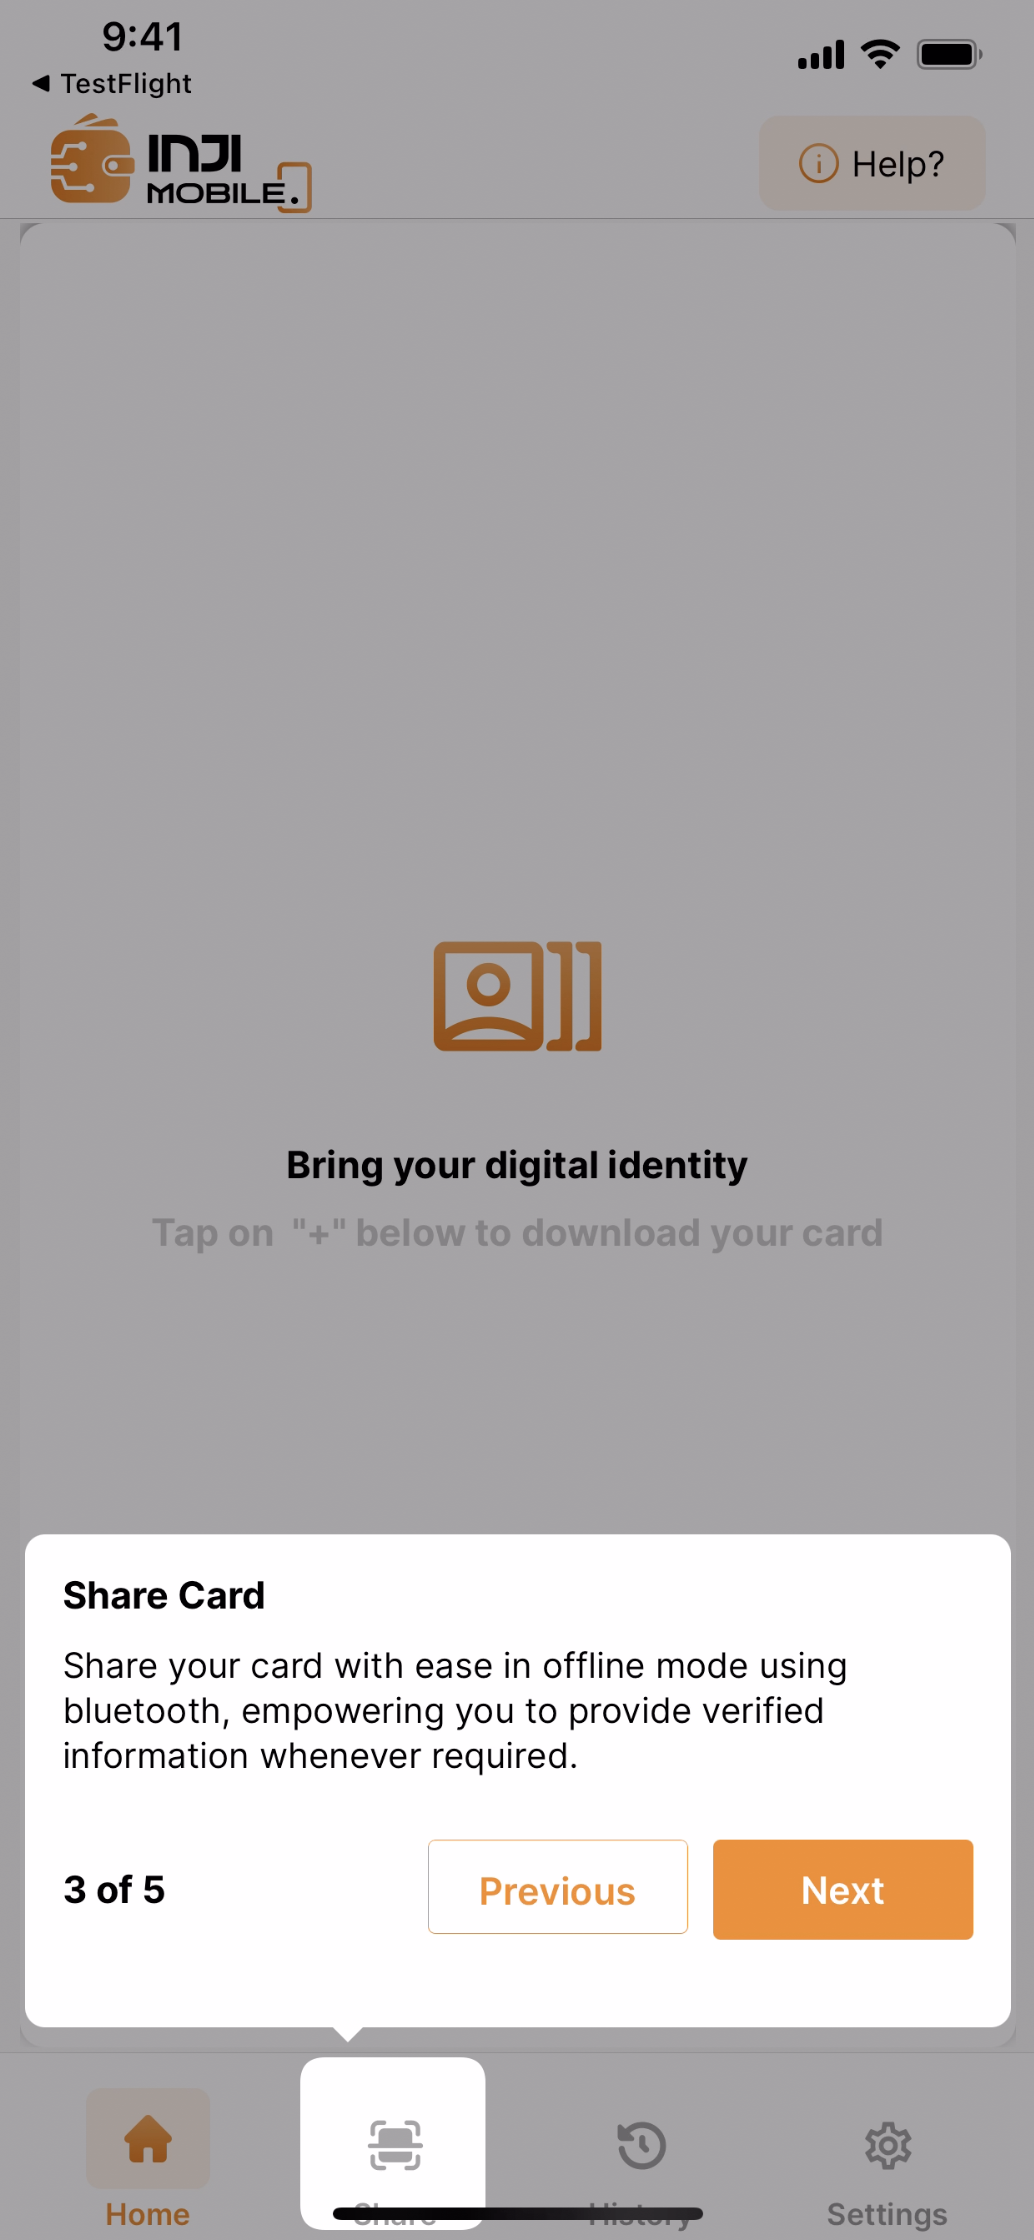 9:41
TestFlight
INJI
MOBILE.
Help?
Bring your digital identity
Tap on "+" below to download your card
Share Card
Share your card with ease in offline mode using
bluetooth, empowering you to provide verified
information whenever required.
3 of 5
Previous
Next
Home
Share
History
Settings